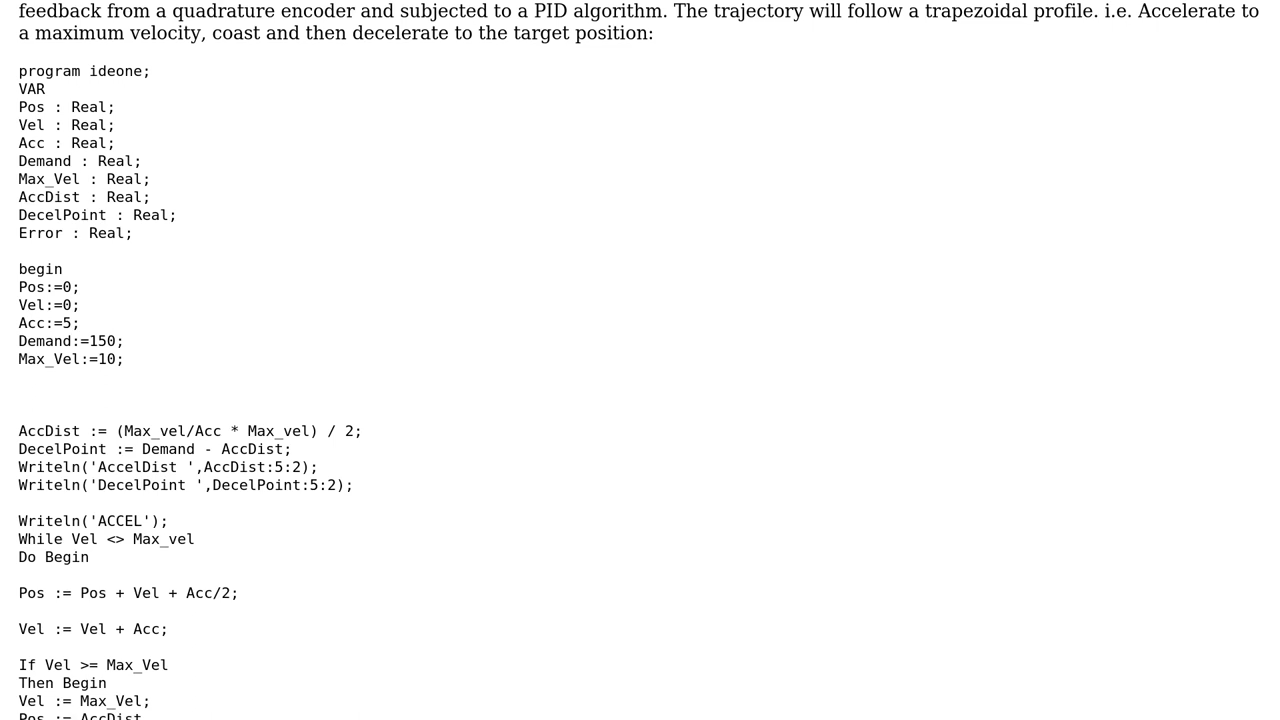 feedback from a quadrature encoder and subjected to a PID algorithm. The trajectory will follow a trapezoidal profile. i.e. Accelerate to
a maximum velocity, coast and then decelerate to the target position:
program ideone;
VAR
Pos : Real;
Vel : Real;
Acc : Real;
Demand : Real;
Max_Vel : Real;
AccDist : Real;
DecelPoint : Real;
Error : Real;
begin
Pos:=0;
Vel:=0;
Acc:=5;
Demand:=150;
Max_Vel:=10;
AccDist := (Max_vel/Acc * Max_vel) / 2;
DecelPoint := Demand - AccDist;
Writeln('AccelDist ',AccDist:5:2);
Writeln('DecelPoint ',DecelPoint:5:2);
Writeln('ACCEL');
While Vel <> Max_vel
Do Begin
Pos := Pos + Vel + Acc/2;
Vel := Vel + Acc;
If Vel >= Max_Vel
Then Begin
Vel := Max_Vel;
Pos := AccDist